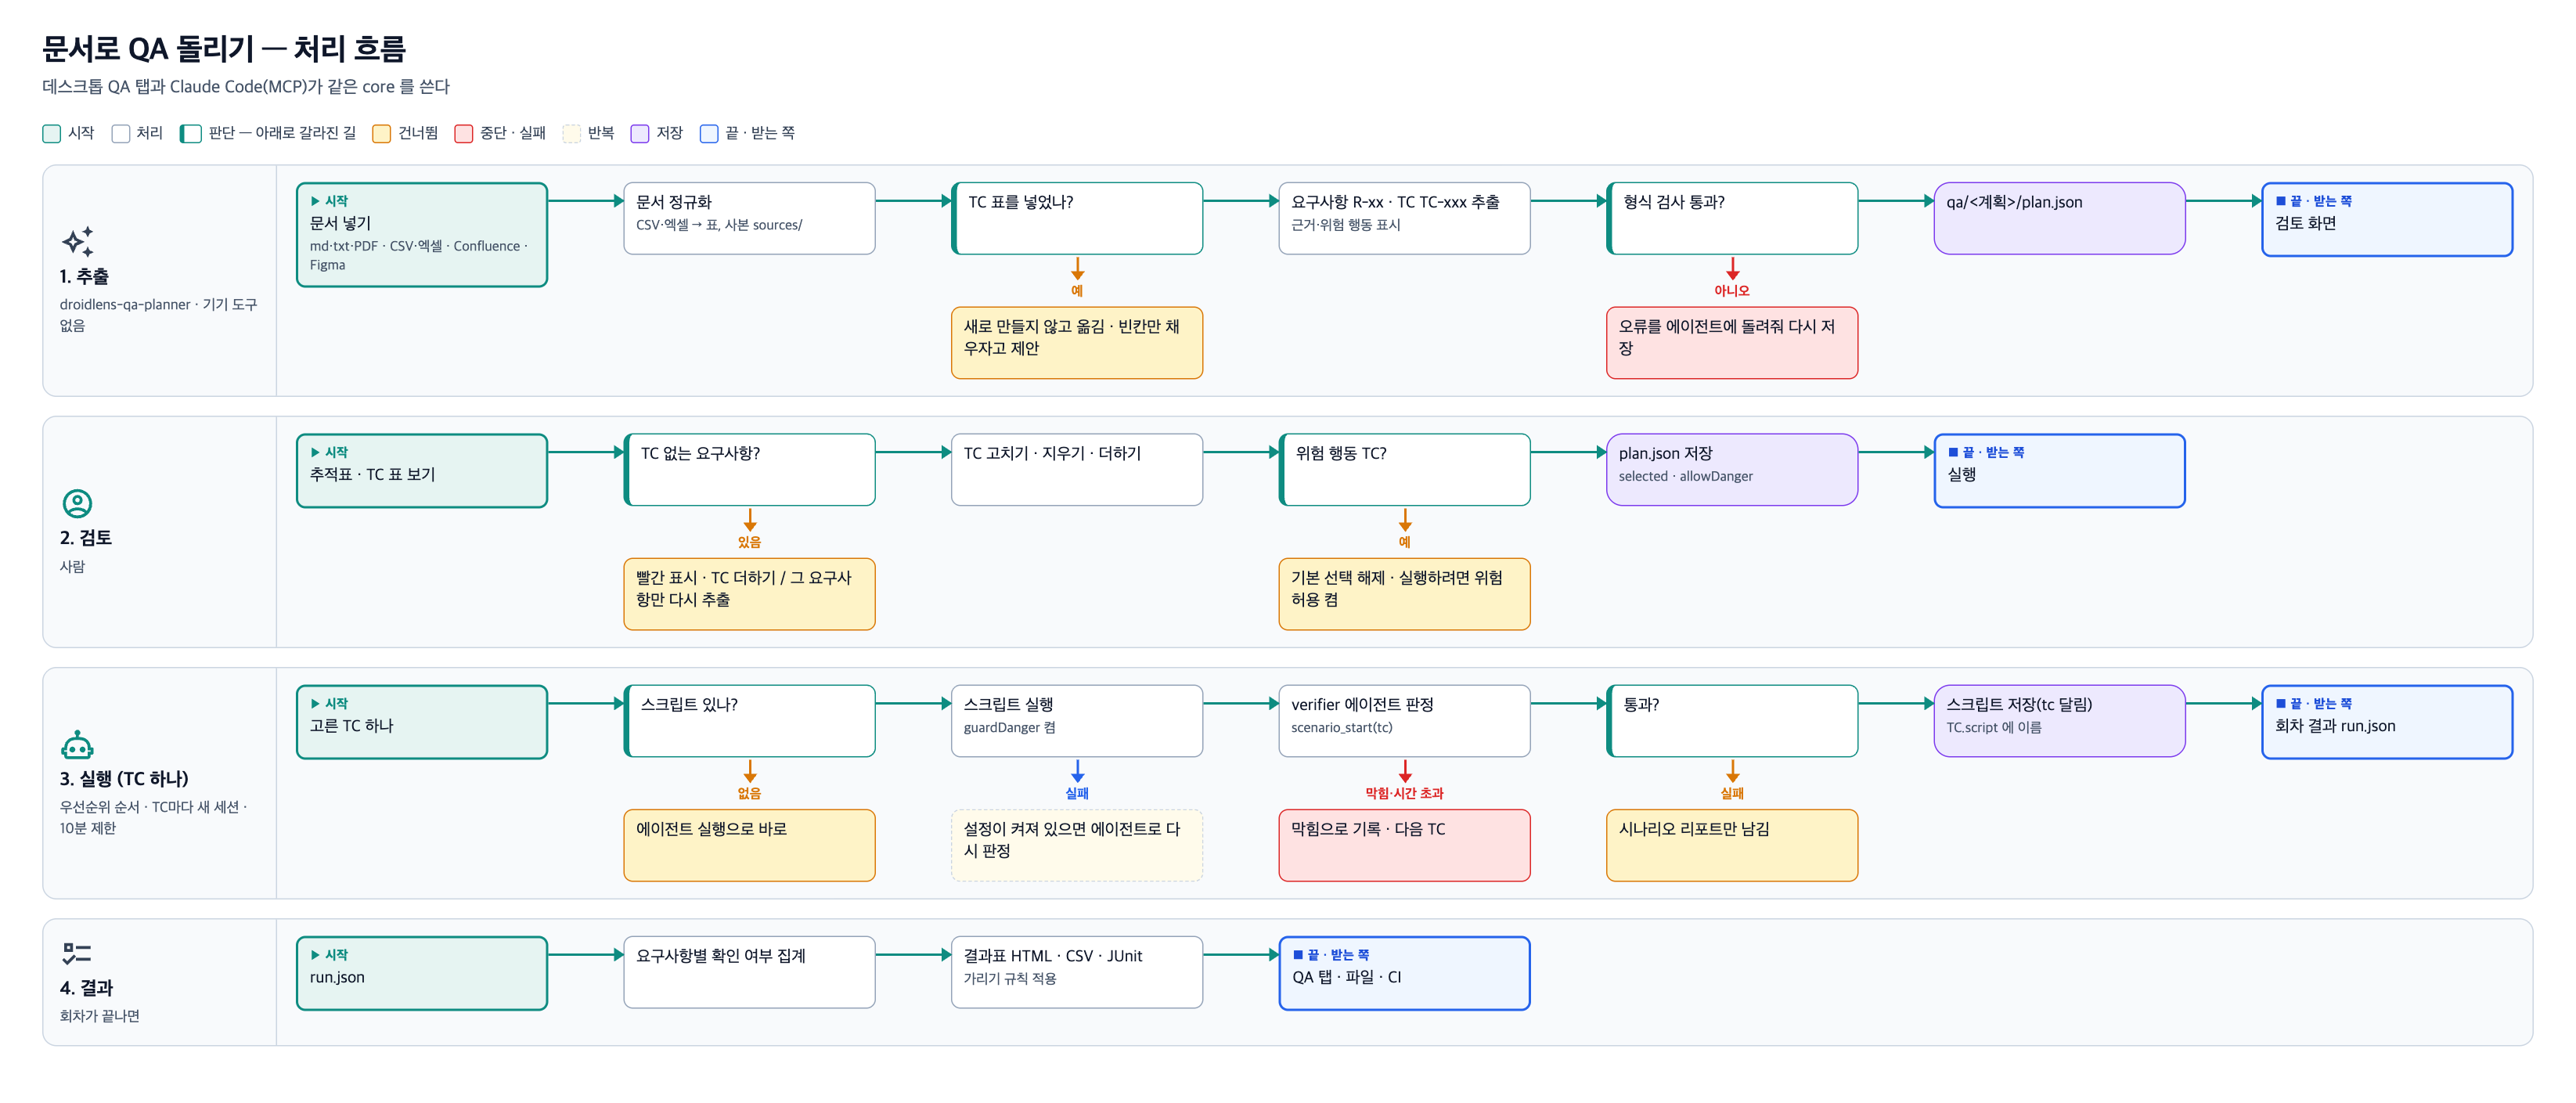 문서로 QA 돌리기 — 처리 흐름
데스크톱 QA 탭과 Claude Code(MCP)가 같은 core 를 쓴다
시작
처리
판단 — 아래로 갈라진 길
건너뜀
중단 · 실패
반복
저장
끝 · 받는 쪽
1. 추출
droidlens-qa-planner · 기기 도구
없음
▶ 시작
문서 넣기
md·txt·PDF · CSV·엑셀 · Confluence ·
Figma
문서 정규화
CSV·엑셀 → 표, 사본 sources/
TC 표를 넣었나?
예
새로 만들지 않고 옮김 · 빈칸만 채
우자고 제안
요구사항 R-xx · TC TC-xxx 추출
근거·위험 행동 표시
형식 검사 통과?
아니오
오류를 에이전트에 돌려줘 다시 저
장
qa/<계획>/plan.json
■ 끝 · 받는 쪽
검토 화면
2. 검토
사람
▶ 시작
추적표 · TC 표 보기
TC 없는 요구사항?
있음
빨간 표시 · TC 더하기 / 그 요구사
항만 다시 추출
TC 고치기 · 지우기 · 더하기
위험 행동 TC?
예
기본 선택 해제 · 실행하려면 위험
허용 켬
plan.json 저장
selected · allowDanger
■ 끝 · 받는 쪽
실행
3. 실행 (TC 하나)
우선순위 순서 · TC마다 새 세션 ·
10분 제한
▶ 시작
고른 TC 하나
스크립트 있나?
없음
에이전트 실행으로 바로
스크립트 실행
guardDanger 켬
실패
설정이 켜져 있으면 에이전트로 다
시 판정
verifier 에이전트 판정
scenario_start(tc)
막힘·시간 초과
막힘으로 기록 · 다음 TC
통과?
실패
시나리오 리포트만 남김
스크립트 저장(tc 달림)
TC.script 에 이름
■ 끝 · 받는 쪽
회차 결과 run.json
4. 결과
회차가 끝나면
▶ 시작
run.json
요구사항별 확인 여부 집계
결과표 HTML · CSV · JUnit
가리기 규칙 적용
■ 끝 · 받는 쪽
QA 탭 · 파일 · CI